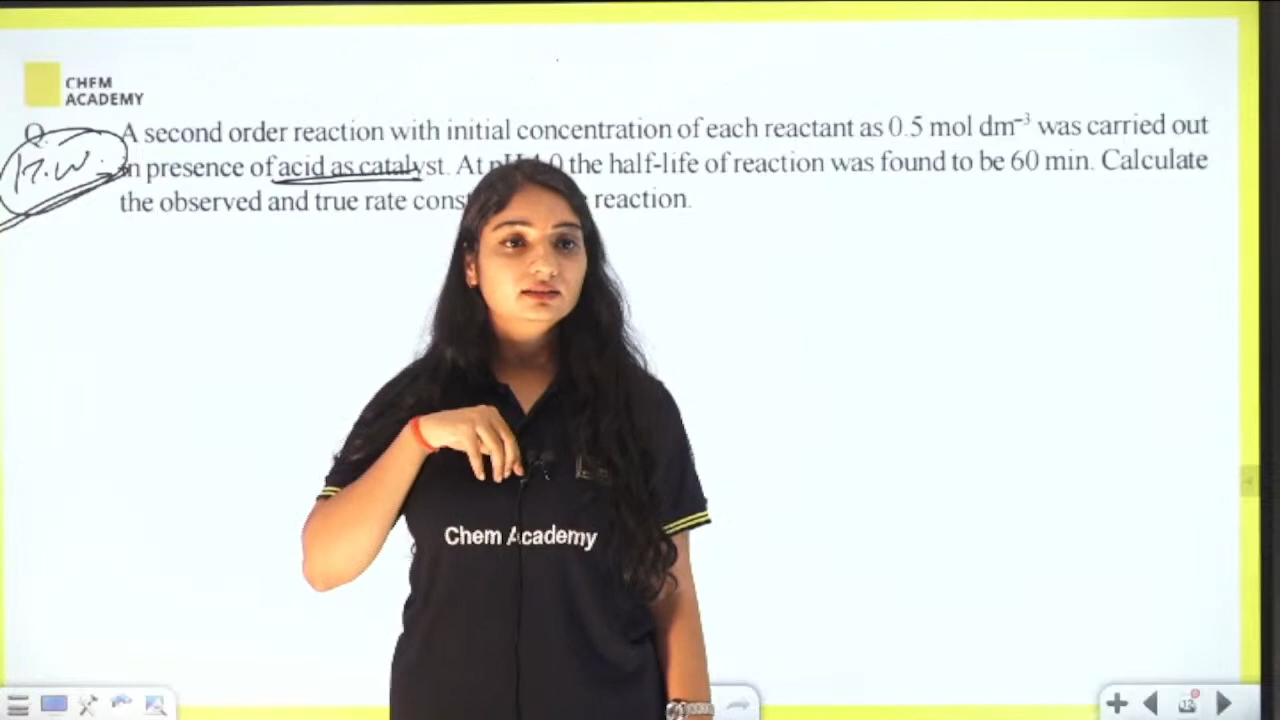 CHEM
ACADEMY
Q.
A second order reaction with initial concentration of each reactant as 0.5 mol dm⁻³ was carried out
in presence of acid as catalyst. At the half-life of reaction was found to be 60 min. Calculate
the observed and true rate reaction.
H.W.
Chem Academy
12